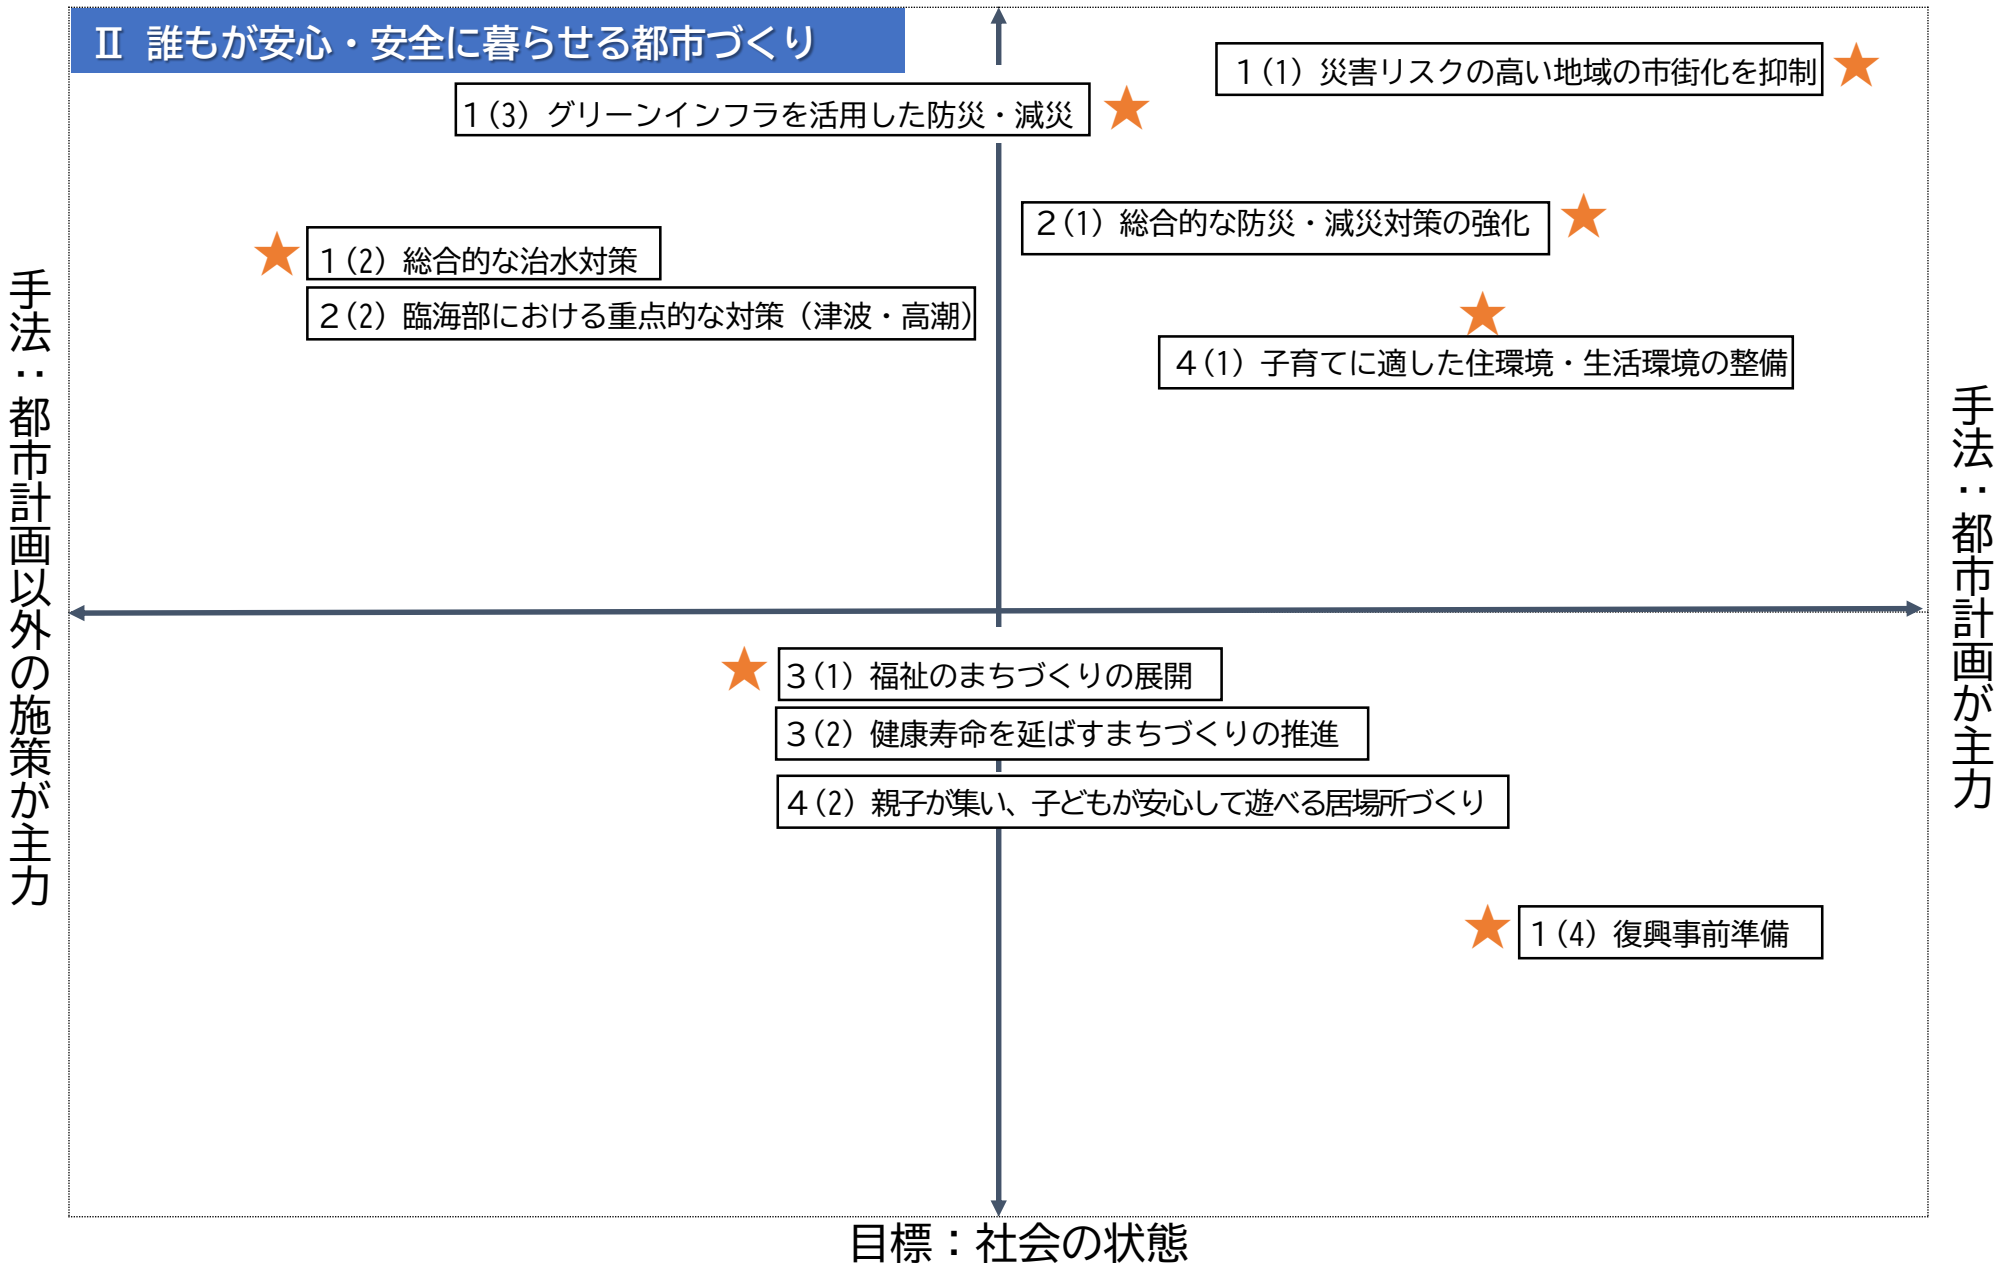 Ⅱ 誰もが安心・安全に暮らせる都市づくり
１(1) 災害リスクの高い地域の市街化を抑制
１(3) グリーンインフラを活用した防災・減災
２(1) 総合的な防災・減災対策の強化
１(2) 総合的な治水対策
２(2) 臨海部における重点的な対策（津波・高潮）
４(1) 子育てに適した住環境・生活環境の整備
手法：都市計画以外の施策が主力
手法：都市計画が主力
３(1) 福祉のまちづくりの展開
３(2) 健康寿命を延ばすまちづくりの推進
４(2) 親子が集い、子どもが安心して遊べる居場所づくり
１(4) 復興事前準備
目標：社会の状態